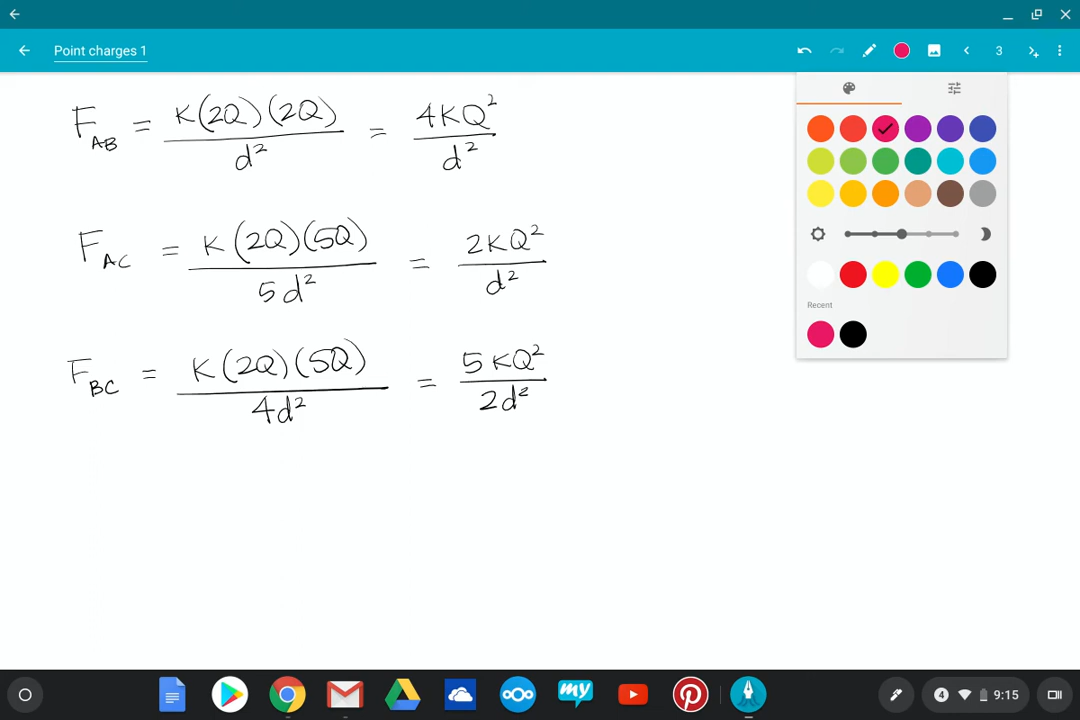 Point charges 1
3
F_AB = K(2Q)(2Q) / d² = 4KQ² / d²
Recent
F_AC = K(2Q)(5Q) / 5d² = 2KQ² / d²
F_BC = K(2Q)(5Q) / 4d² = 5KQ² / 2d²
my
4 9:15